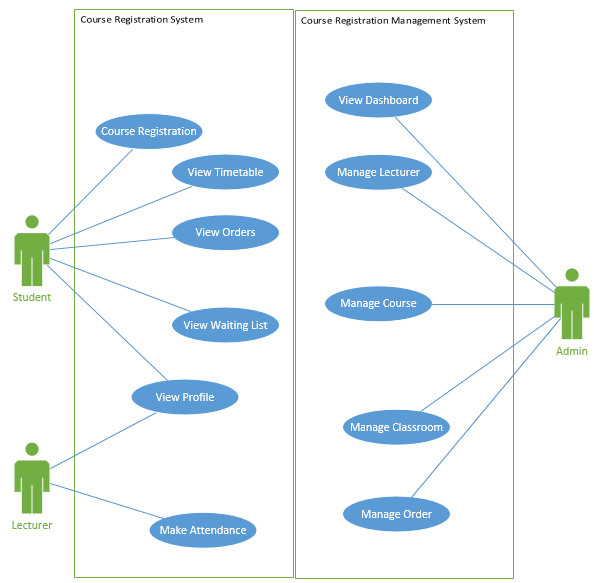 Course Registration System
Course Registration Management System
View Dashboard
Course Registration
View Timetable
Manage Lecturer
View Orders
Student
Manage Course
View Waiting List
Admin
View Profile
Manage Classroom
Manage Order
Lecturer
Make Attendance